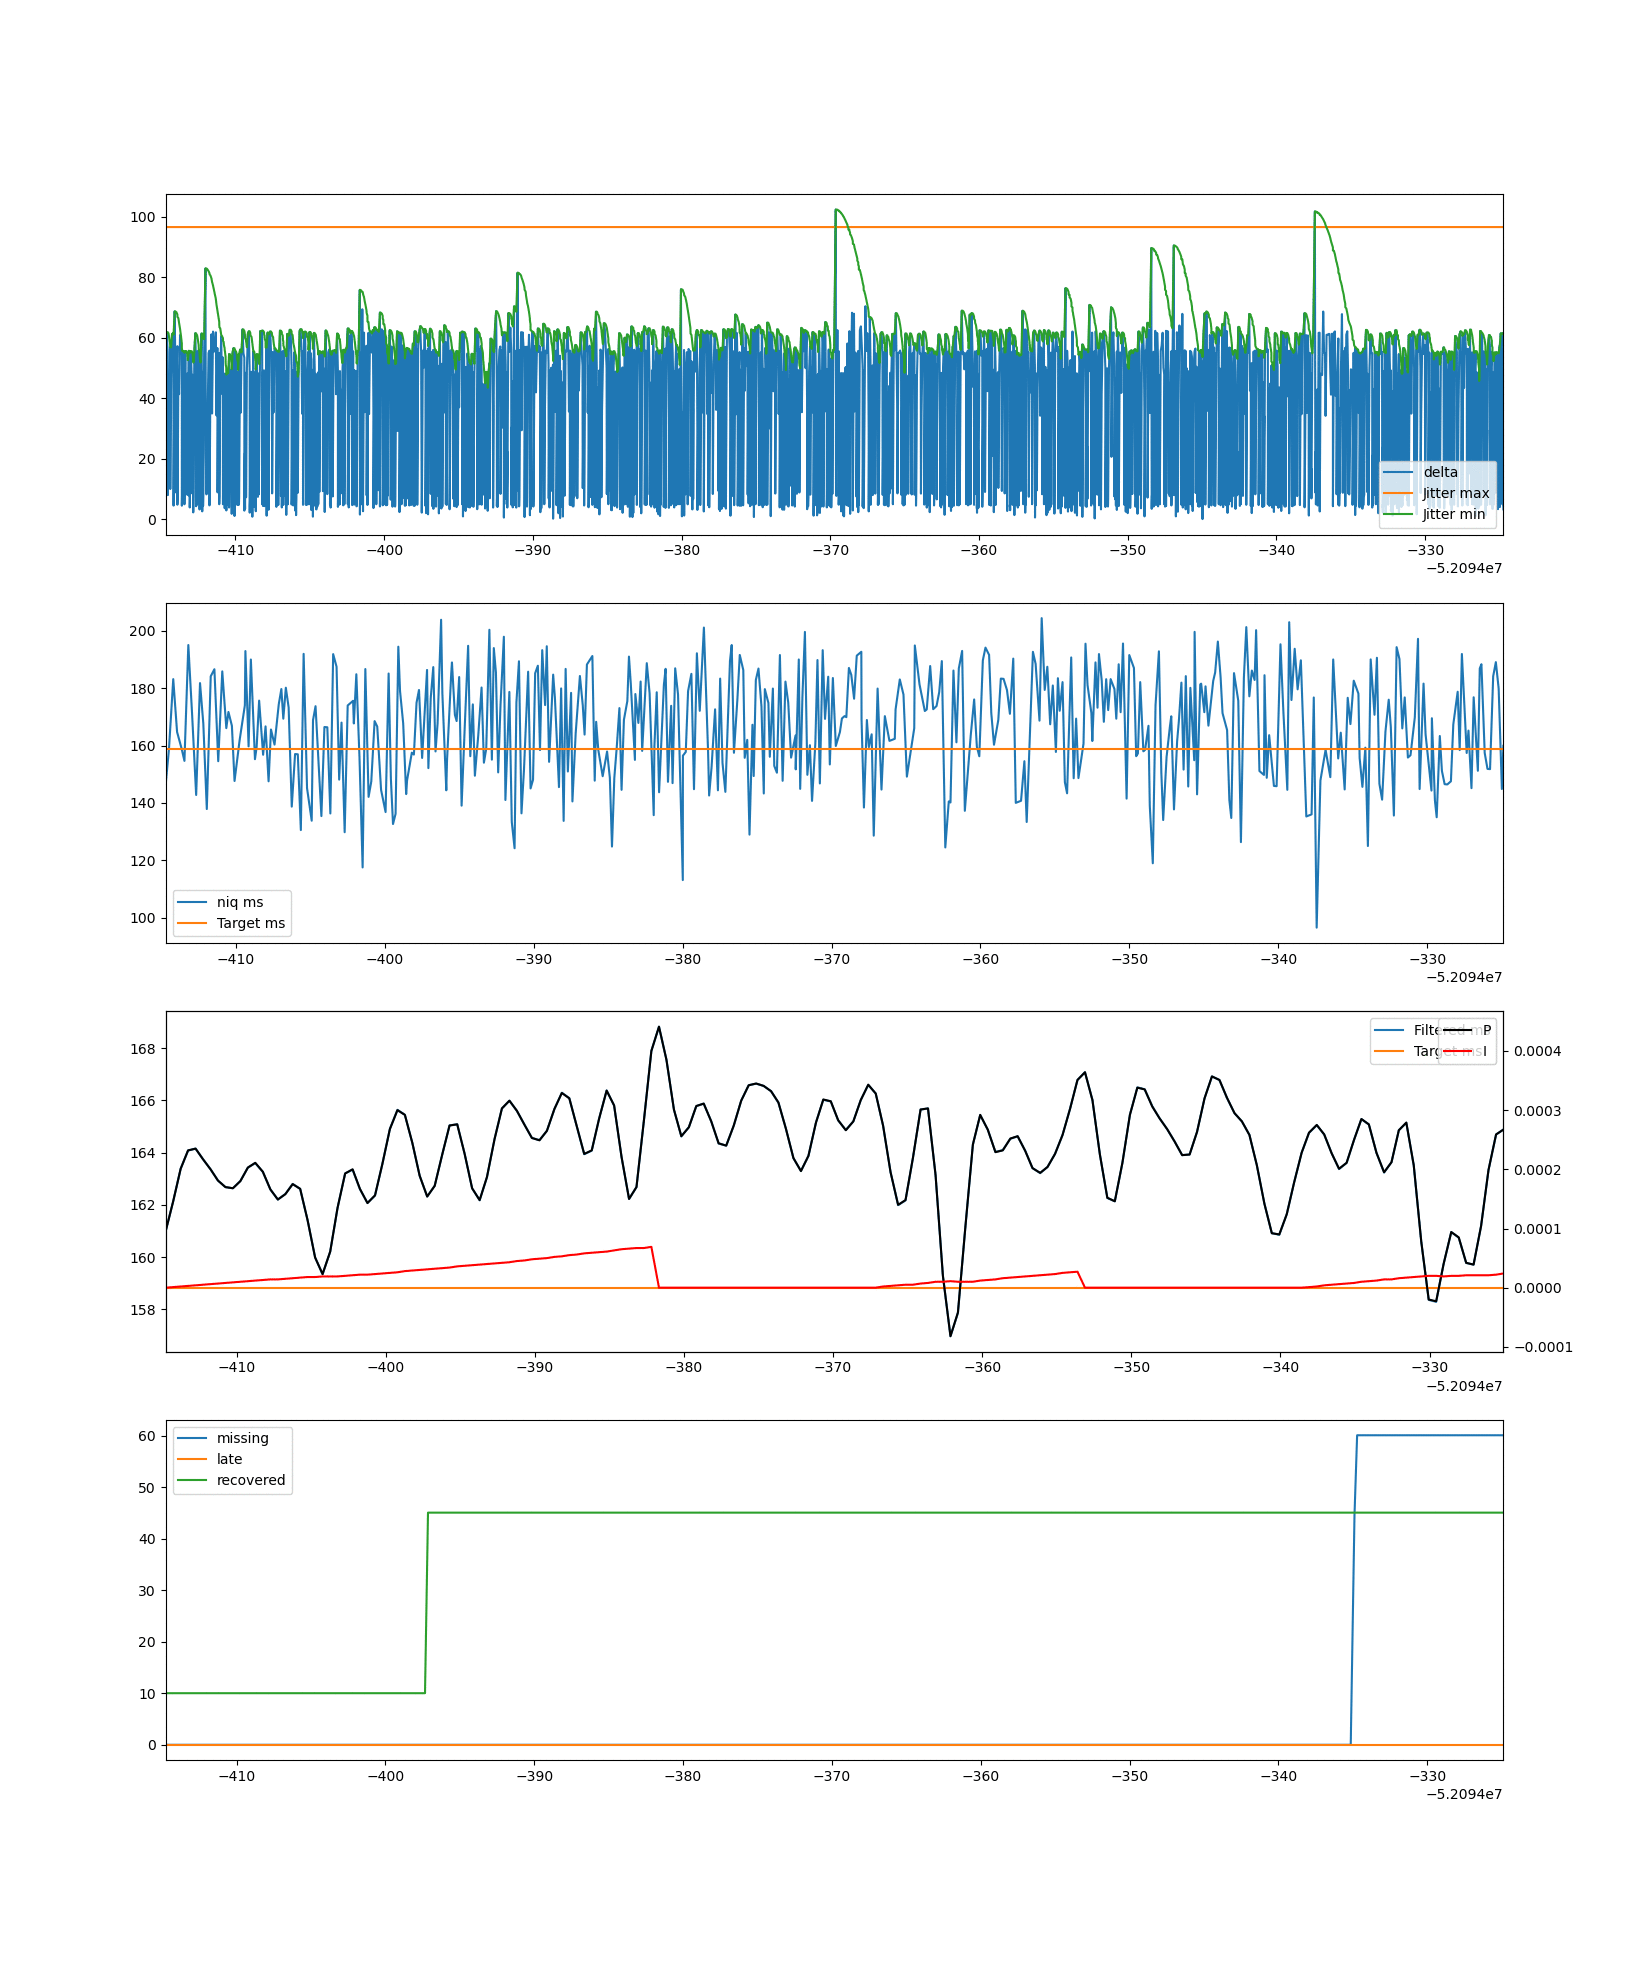 100
80
60
40
20
0
−410 −400 −390 −380 −370 −360 −350 −340 −330
−5.2094e7
delta
Jitter max
Jitter min
200
180
160
140
120
100
niq ms
Target ms
−410 −400 −390 −380 −370 −360 −350 −340 −330
−5.2094e7
168
166
164
162
160
158
Filtered ms P
Target ms I
0.0004
0.0003
0.0002
0.0001
0.0000
−0.0001
−410 −400 −390 −380 −370 −360 −350 −340 −330
−5.2094e7
60
50
40
30
20
10
0
missing
late
recovered
−410 −400 −390 −380 −370 −360 −350 −340 −330
−5.2094e7